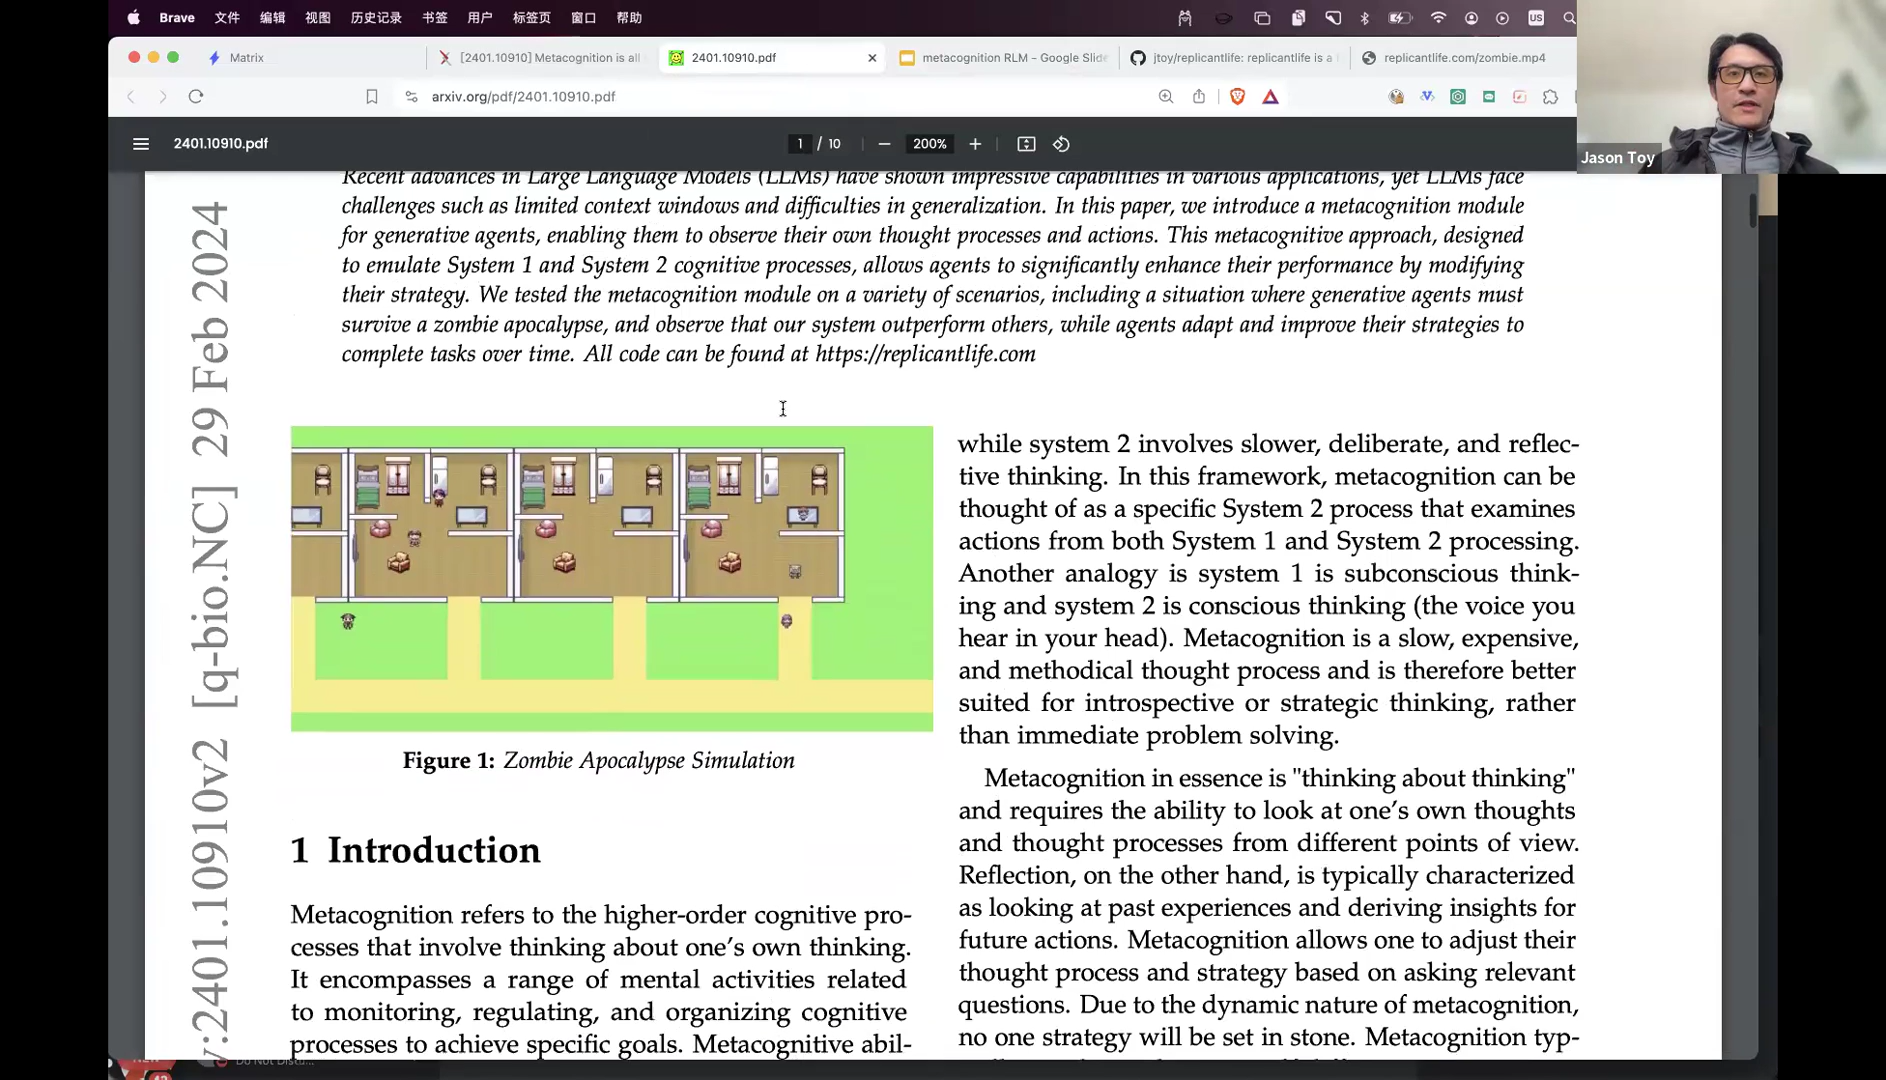 Brave 文件 编辑 视图 历史记录 书签 用户 标签页 窗口 帮助 US
Matrix
[2401.10910] Metacognition is all
2401.10910.pdf
metacognition RLM – Google Slide
jtoy/replicantlife: replicantlife is a
replicantlife.com/zombie.mp4
arxiv.org/pdf/2401.10910.pdf
2401.10910.pdf
1 / 10
200%
Jason Toy
Recent advances in Large Language Models (LLMs) have shown impressive capabilities in various applications, yet LLMs face
challenges such as limited context windows and difficulties in generalization. In this paper, we introduce a metacognition module
for generative agents, enabling them to observe their own thought processes and actions. This metacognitive approach, designed
to emulate System 1 and System 2 cognitive processes, allows agents to significantly enhance their performance by modifying
their strategy. We tested the metacognition module on a variety of scenarios, including a situation where generative agents must
survive a zombie apocalypse, and observe that our system outperform others, while agents adapt and improve their strategies to
complete tasks over time. All code can be found at https://replicantlife.com
v:2401.10910v2 [q-bio.NC] 29 Feb 2024
Figure 1: Zombie Apocalypse Simulation
1 Introduction
Metacognition refers to the higher-order cognitive pro-
cesses that involve thinking about one's own thinking.
It encompasses a range of mental activities related
to monitoring, regulating, and organizing cognitive
processes to achieve specific goals. Metacognitive abil-
while system 2 involves slower, deliberate, and reflec-
tive thinking. In this framework, metacognition can be
thought of as a specific System 2 process that examines
actions from both System 1 and System 2 processing.
Another analogy is system 1 is subconscious think-
ing and system 2 is conscious thinking (the voice you
hear in your head). Metacognition is a slow, expensive,
and methodical thought process and is therefore better
suited for introspective or strategic thinking, rather
than immediate problem solving.
Metacognition in essence is "thinking about thinking"
and requires the ability to look at one's own thoughts
and thought processes from different points of view.
Reflection, on the other hand, is typically characterized
as looking at past experiences and deriving insights for
future actions. Metacognition allows one to adjust their
thought process and strategy based on asking relevant
questions. Due to the dynamic nature of metacognition,
no one strategy will be set in stone. Metacognition typ-